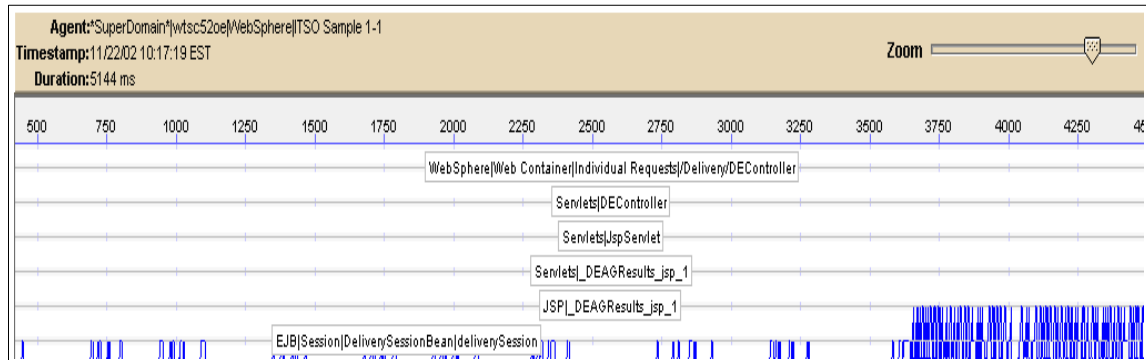 Agent:*SuperDomain*|wtsc52oe|WebSphere|ITSO Sample 1-1
Timestamp:11/22/02 10:17:19 EST
Zoom
Duration:5144 ms
500 750 1000 1250 1500 1750 2000 2250 2500 2750 3000 3250 3500 3750 4000 4250 45
WebSphere|Web Container|Individual Requests|/Delivery/DEController
Servlets|DEController
Servlets|JspServlet
Servlets|_DEAGResults_jsp_1
JSP|_DEAGResults_jsp_1
EJB|Session|DeliverySessionBean|deliverySession